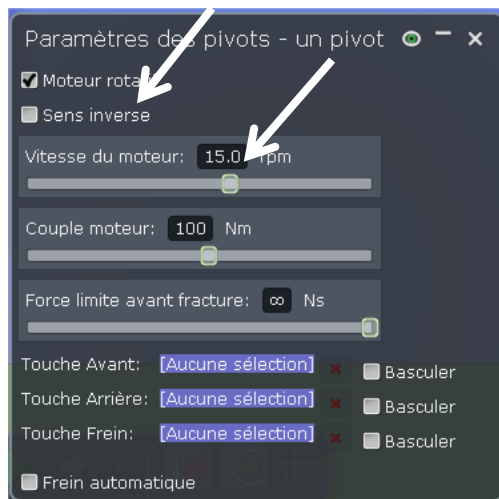 Paramètres des pivots - un pivot
Moteur
Sens inverse
Vitesse du moteur: 15.0 rpm
Couple moteur: 100 Nm
Force limite avant fracture: ∞ Ns
Touche Avant: [Aucune sélection] Basculer
Touche Arrière: [Aucune sélection] Basculer
Touche Frein: [Aucune sélection] Basculer
Frein automatique